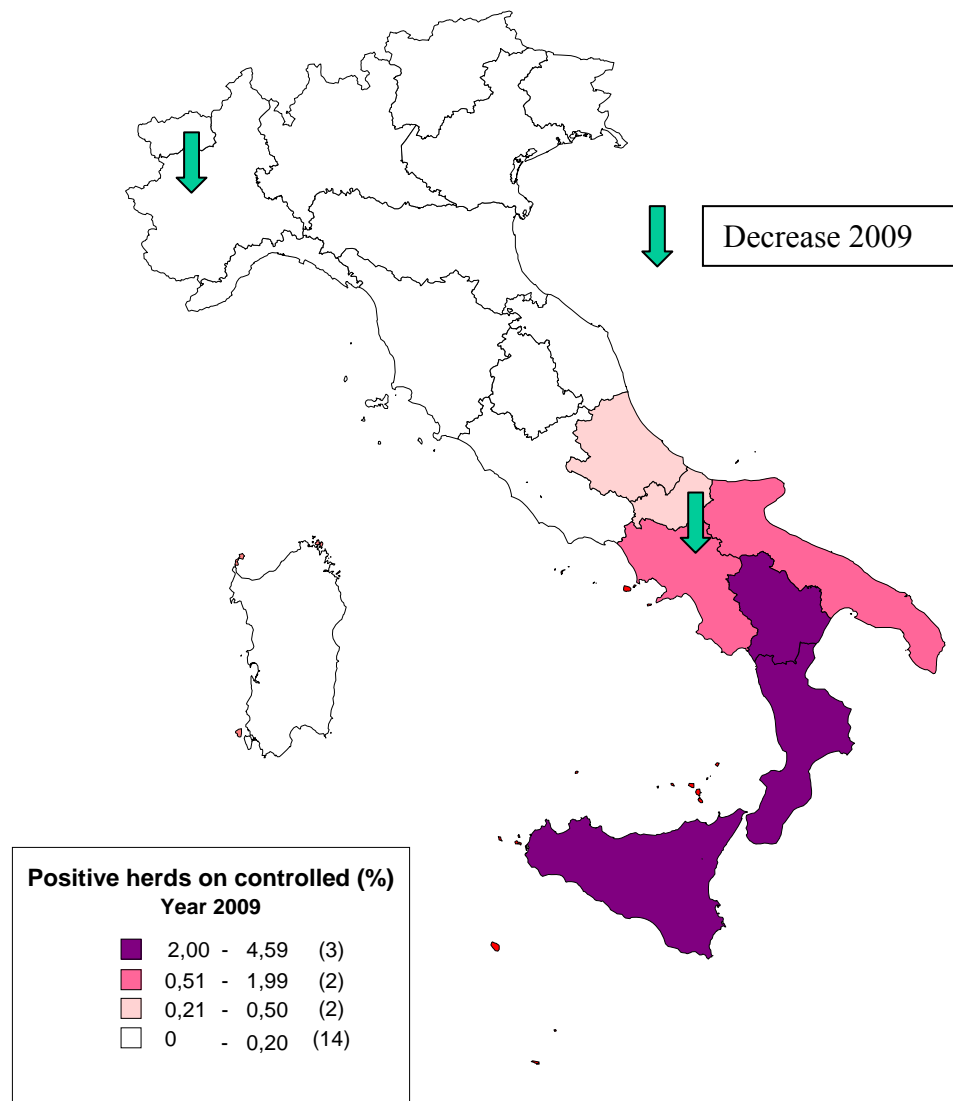 Decrease 2009
Positive herds on controlled (%)
Year 2009
2,00 - 4,59 (3)
0,51 - 1,99 (2)
0,21 - 0,50 (2)
0 - 0,20 (14)